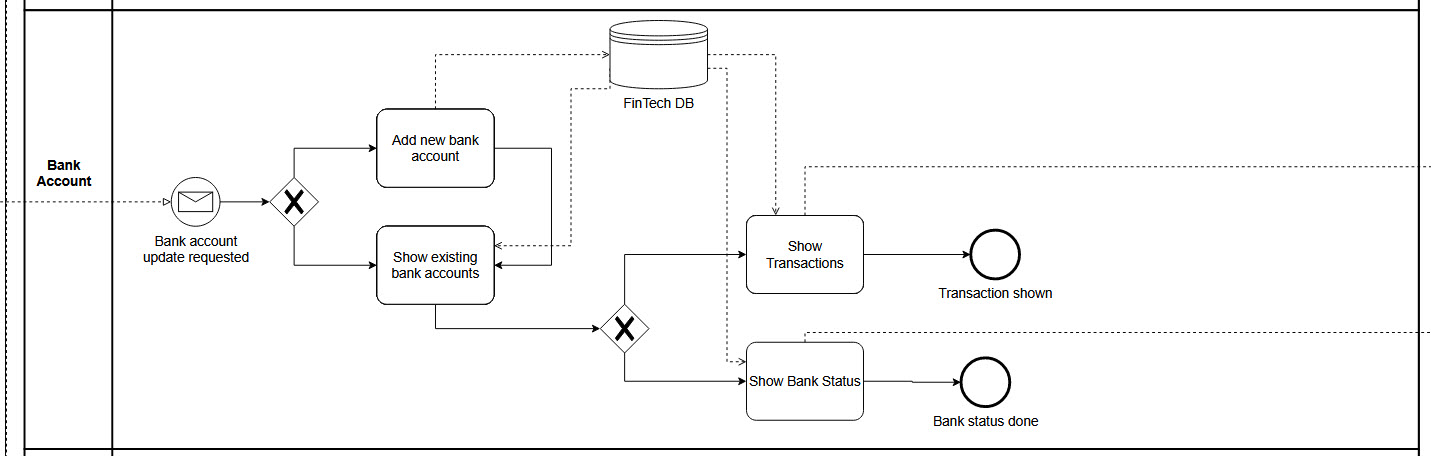 FinTech DB
Add new bank
account
Bank
Account
Bank account
update requested
Show existing
bank accounts
Show
Transactions
Transaction shown
Show Bank Status
Bank status done